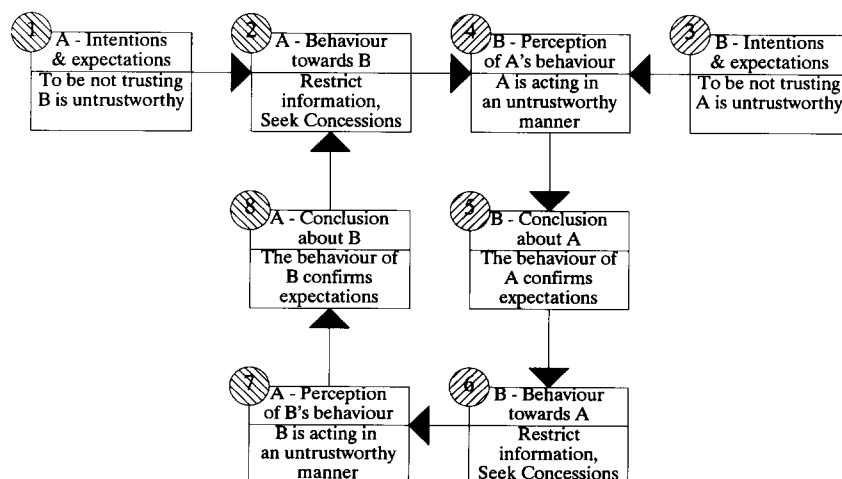 1
A - Intentions
& expectations
To be not trusting
B is untrustworthy
2
A - Behaviour
towards B
Restrict
information,
Seek Concessions
4
B - Perception
of A's behaviour
A is acting in
an untrustworthy
manner
3
B - Intentions
& expectations
To be not trusting
A is untrustworthy
8
A - Conclusion
about B
The behaviour of
B confirms
expectations
5
B - Conclusion
about A
The behaviour of
A confirms
expectations
7
A - Perception
of B's behaviour
B is acting in
an untrustworthy
manner
6
B - Behaviour
towards A
Restrict
information,
Seek Concessions